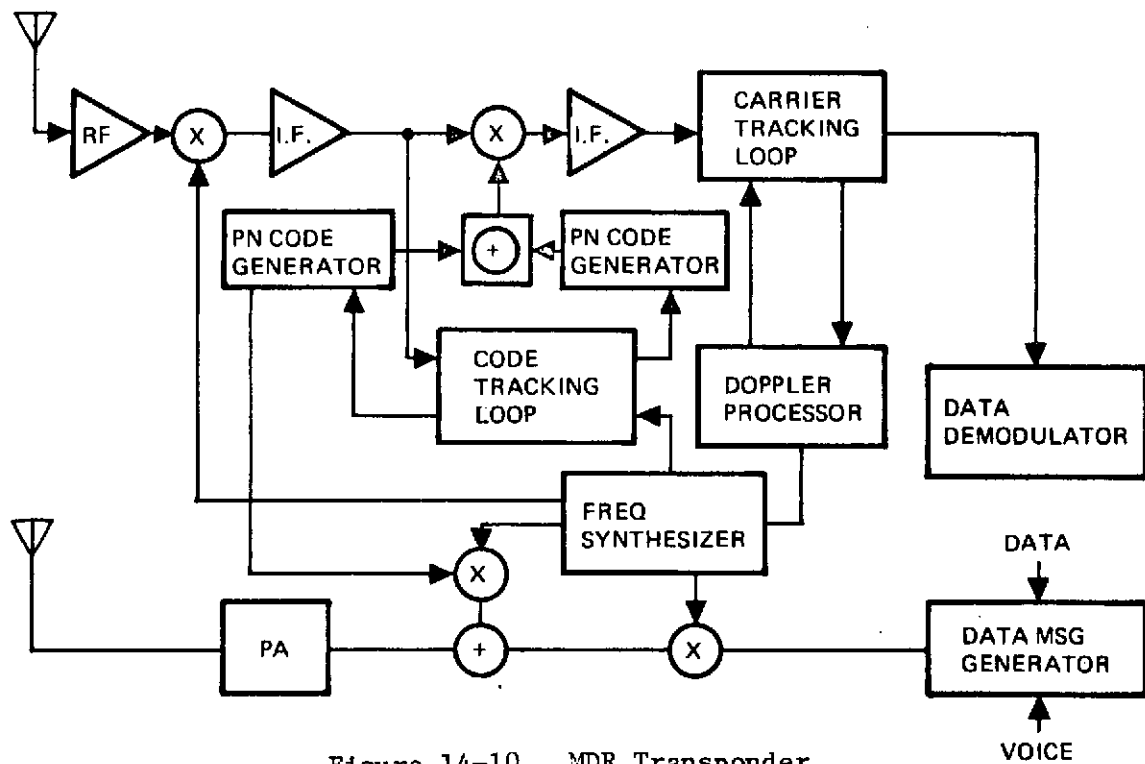 RF
X
I.F.
X
I.F.
CARRIER
TRACKING
LOOP
PN CODE
GENERATOR
+
PN CODE
GENERATOR
CODE
TRACKING
LOOP
DOPPLER
PROCESSOR
DATA
DEMODULATOR
FREQ
SYNTHESIZER
X
DATA
PA
+
X
DATA MSG
GENERATOR
VOICE
Figure 14-10 MDR Transponder